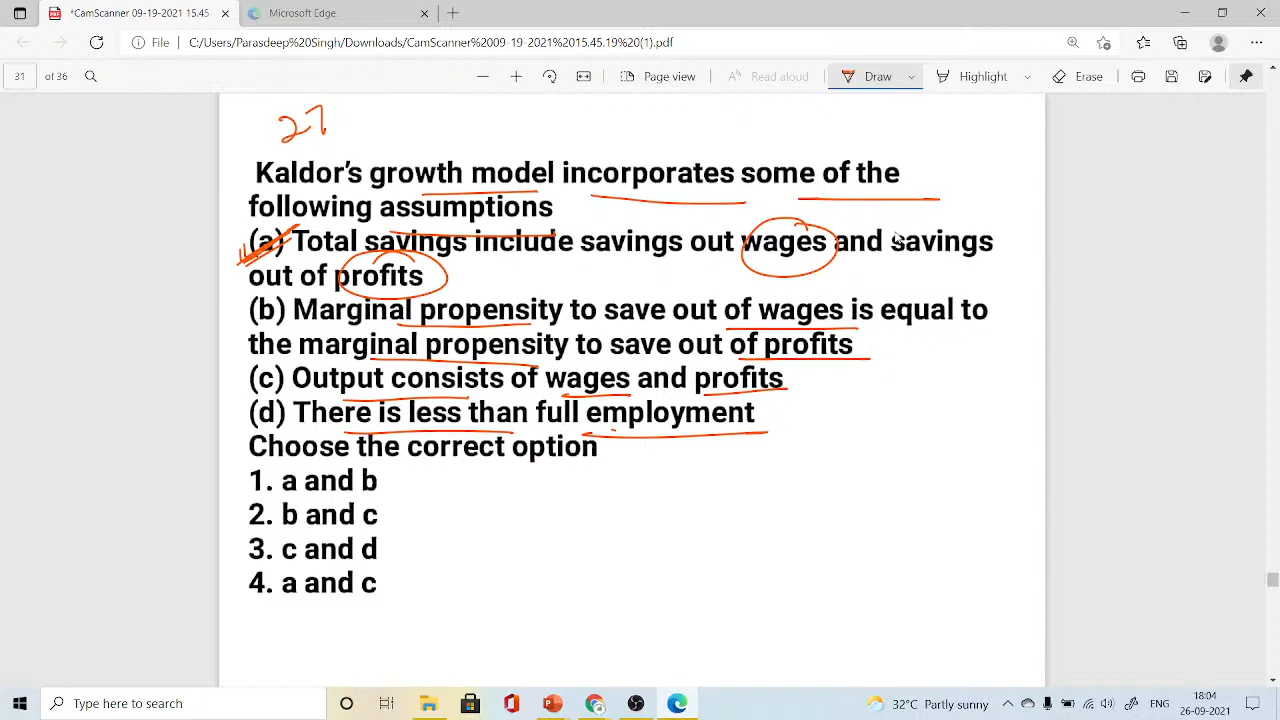 *CamScanner 09-19-2021 15.45.
Microsoft Edge.
File C:/Users/Parasdeep%20Singh/Downloads/CamScanner%2009-19-2021%2015.45.19%20(1).pdf
31 of 36 Page view Read aloud Draw Highlight Erase
27
Kaldor’s growth model incorporates some of the
following assumptions
(a) Total savings include savings out wages and savings
out of profits
(b) Marginal propensity to save out of wages is equal to
the marginal propensity to save out of profits
(c) Output consists of wages and profits
(d) There is less than full employment
Choose the correct option
1. a and b
2. b and c
3. c and d
4. a and c
Type here to search 32°C Partly sunny ENG 18:04
26-09-2021